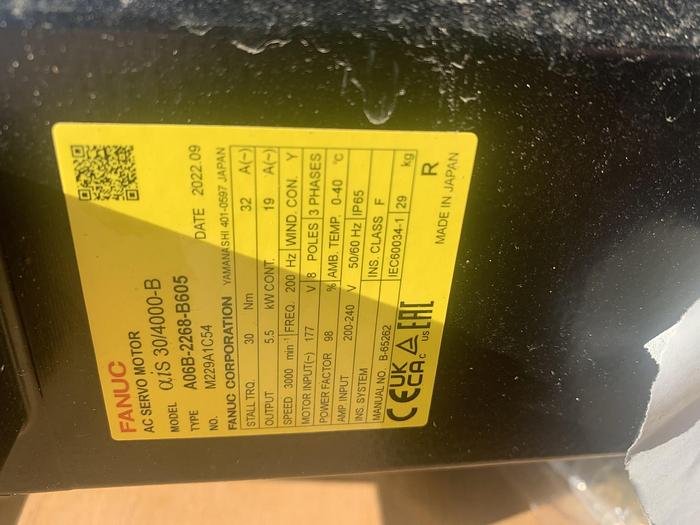 FANUC
AC SERVO MOTOR
MODEL αiS 30/4000-B
TYPE A06B-2268-B605
NO. M229A1C54 DATE 2022.09
FANUC CORPORATION YAMANASHI 401-0597 JAPAN
STALL TRQ. 30 Nm 32 A(~)
OUTPUT 5.5 kW CONT. 19 A(~)
SPEED 3000 min⁻¹ FREQ. 200 Hz WIND. CON. Y
MOTOR INPUT(~) 177 V 8 POLES 3 PHASES
POWER FACTOR 98 % AMB. TEMP. 0-40 ℃
AMP. INPUT 200-240 V 50/60 Hz IP65
INS. SYSTEM INS. CLASS F
MANUAL NO. B-65262 IEC60034-1 29 kg
CE UKCA c US EAC R
MADE IN JAPAN